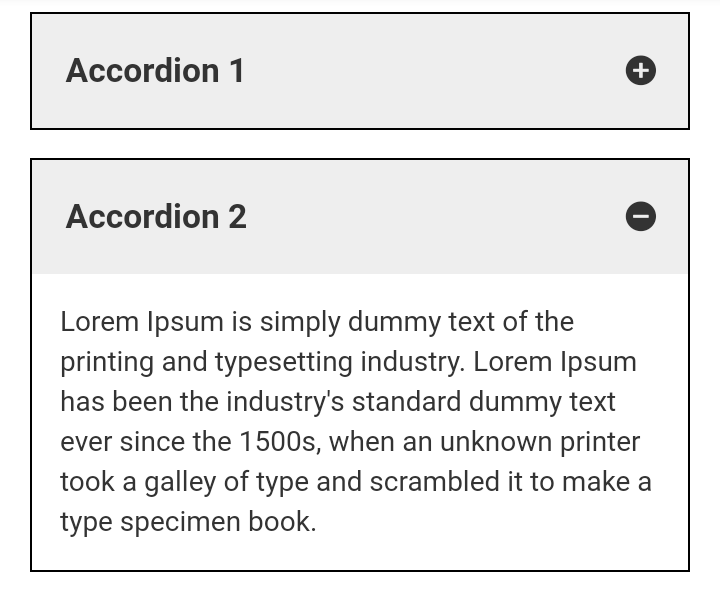 Accordion 1
Accordion 2
Lorem Ipsum is simply dummy text of the
printing and typesetting industry. Lorem Ipsum
has been the industry's standard dummy text
ever since the 1500s, when an unknown printer
took a galley of type and scrambled it to make a
type specimen book.